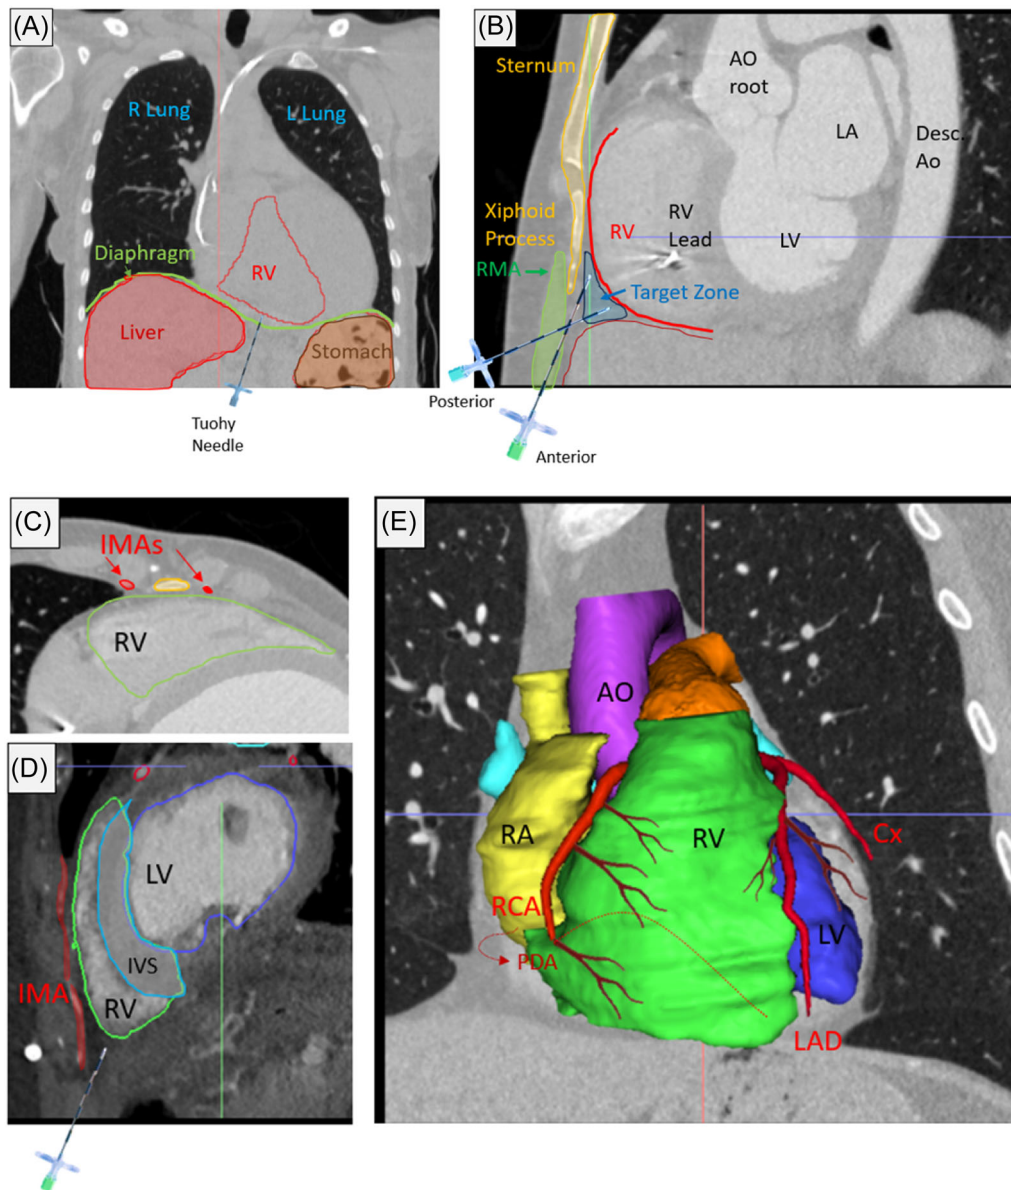 (A)
R Lung
L Lung
Diaphragm
RV
Liver
Stomach
Tuohy
Needle
(B)
Sternum
AO
root
LA
Desc.
Ao
Xiphoid
Process
RV
RV
Lead
LV
RMA
Target Zone
Posterior
Anterior
(C)
IMAs
RV
(D)
LV
IVS
IMA
RV
(E)
AO
RA
RV
Cx
RCA
LV
PDA
LAD